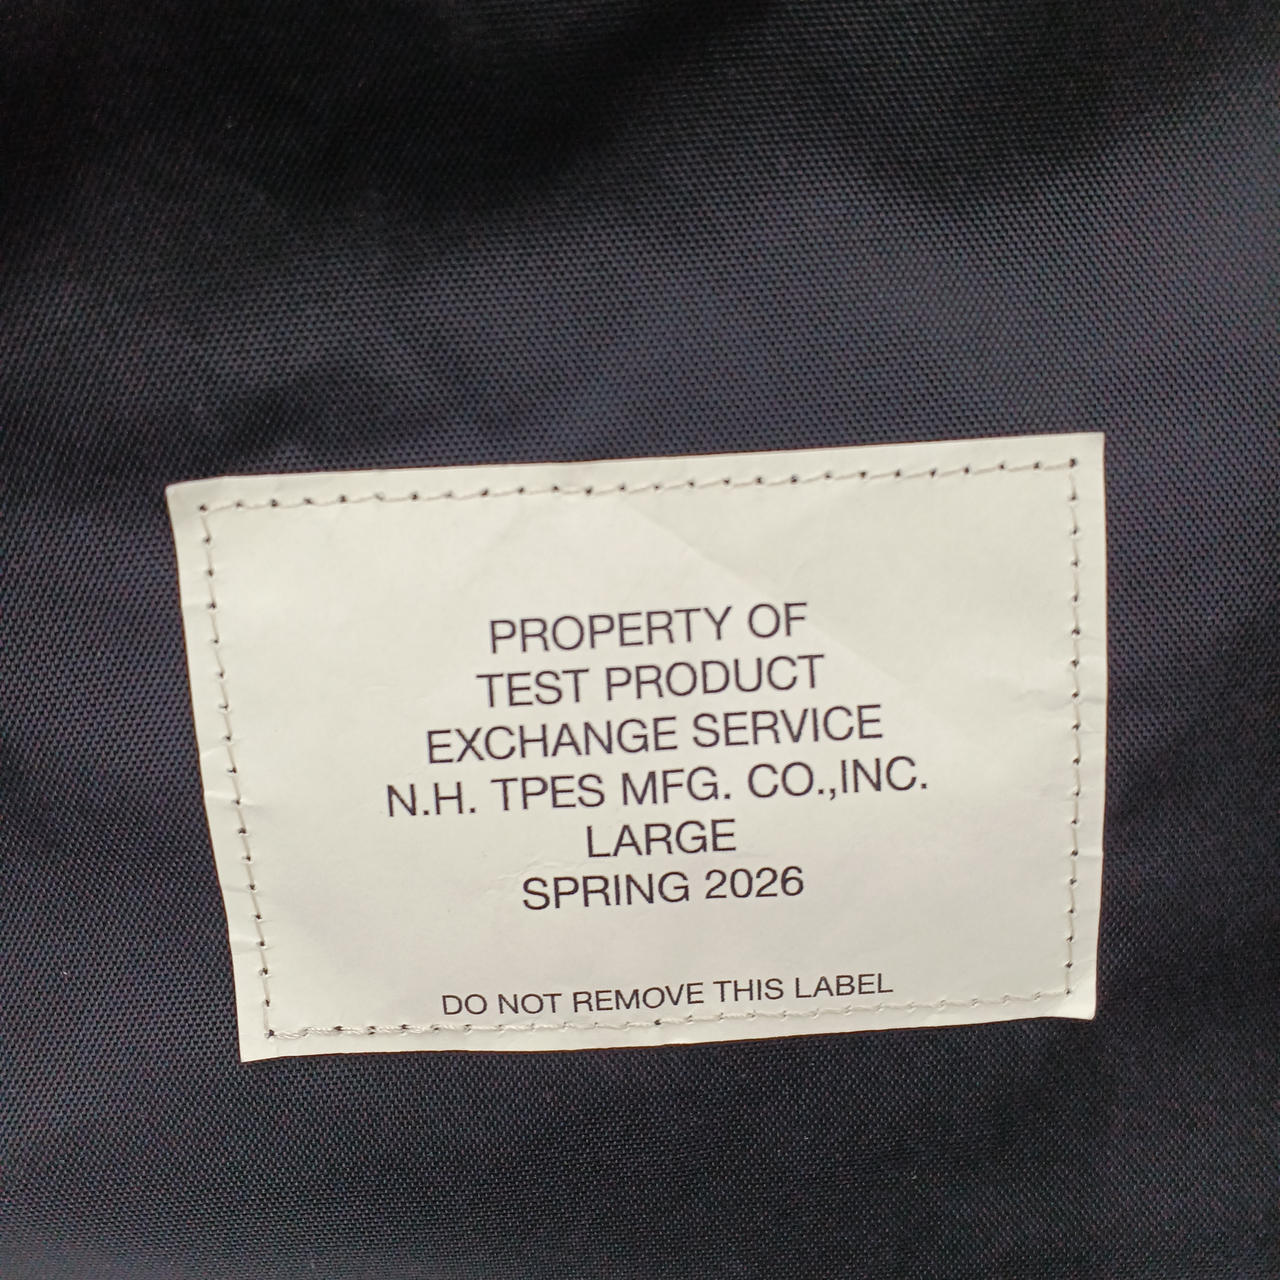 PROPERTY OF
TEST PRODUCT
EXCHANGE SERVICE
N.H. TPES MFG. CO.,INC.
LARGE
SPRING 2026
DO NOT REMOVE THIS LABEL